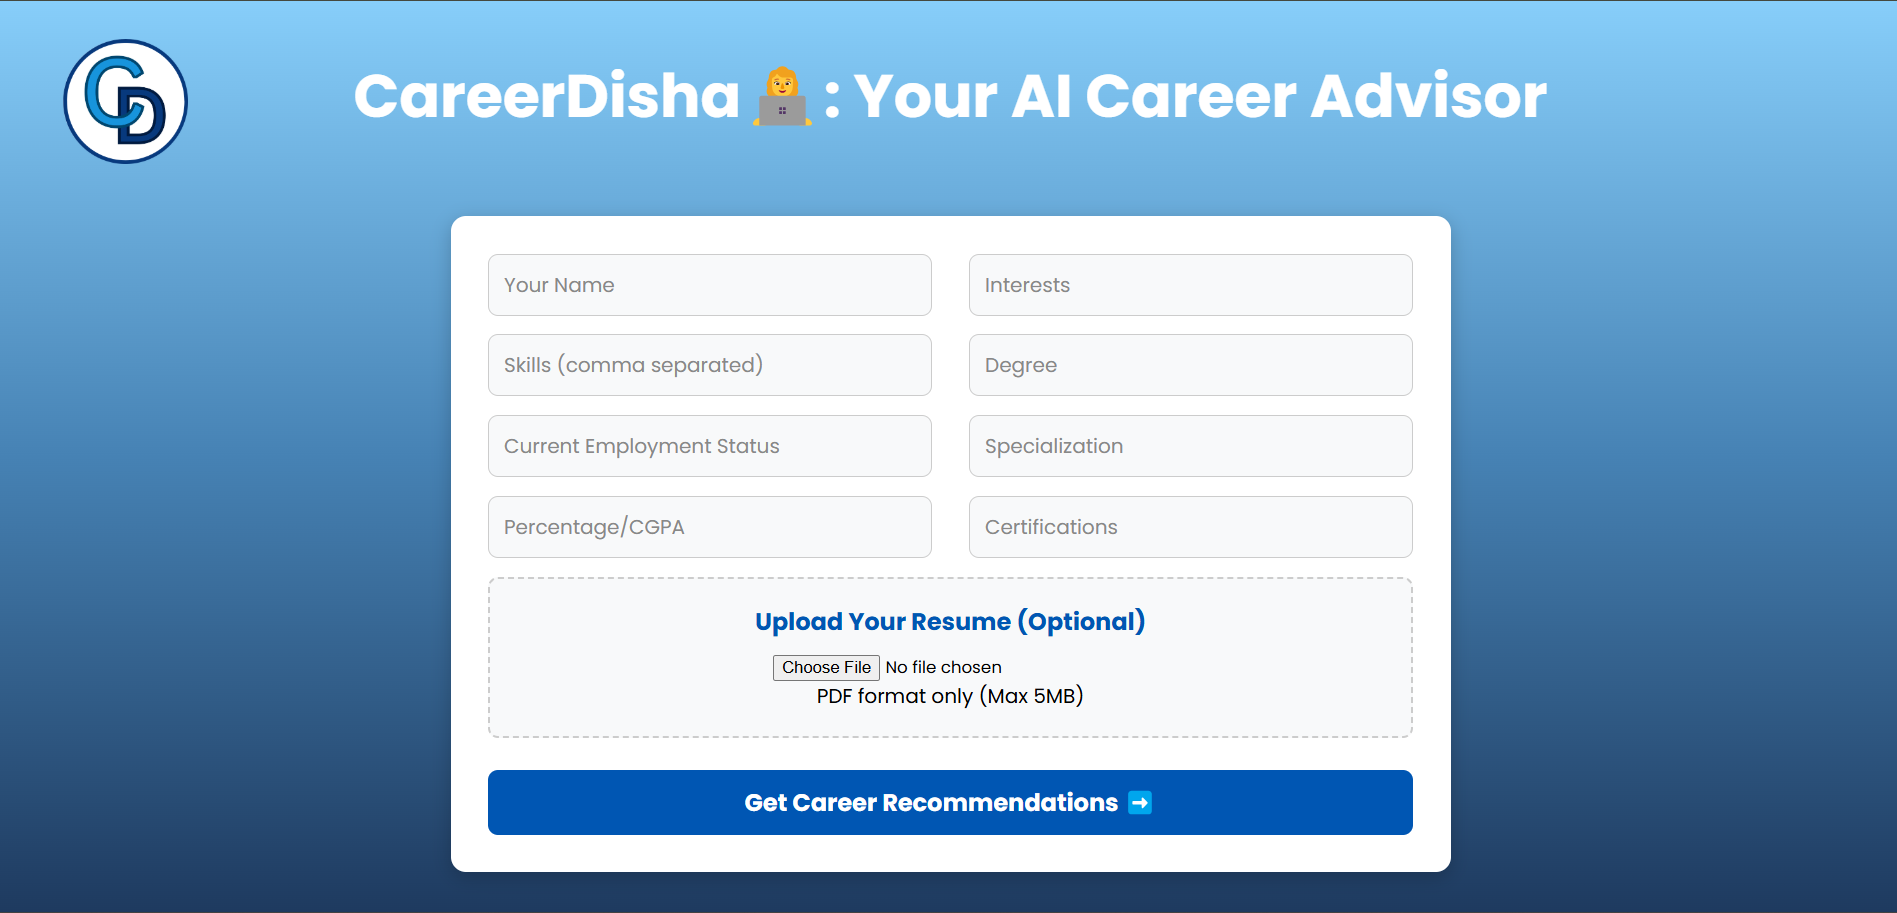 CD
CareerDisha👩‍💻: Your AI Career Advisor
Your Name
Interests
Skills (comma separated)
Degree
Current Employment Status
Specialization
Percentage/CGPA
Certifications
Upload Your Resume (Optional)
Choose File No file chosen
PDF format only (Max 5MB)
Get Career Recommendations ➡️